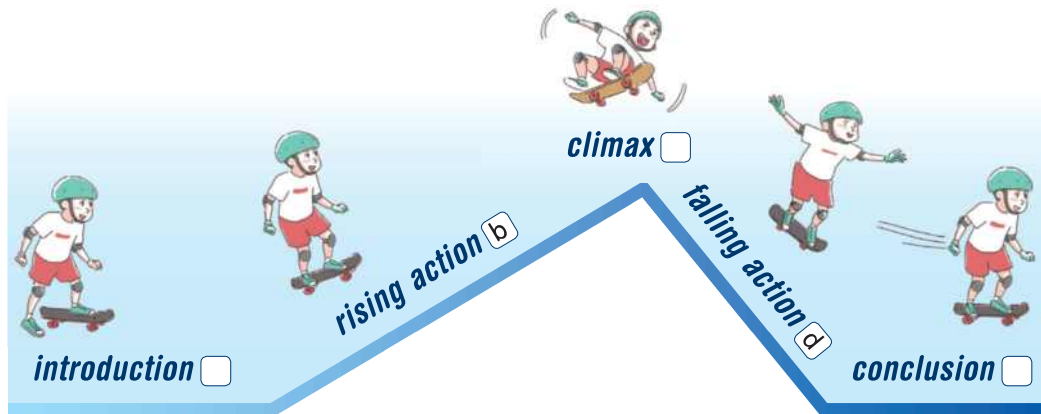 introduction
rising action b
climax
falling action d
conclusion